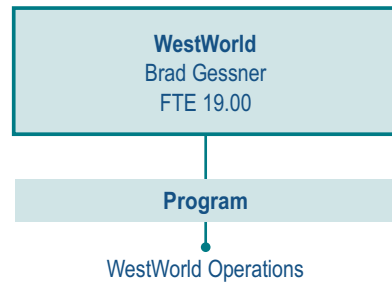 WestWorld
Brad Gessner
FTE 19.00
Program
WestWorld Operations